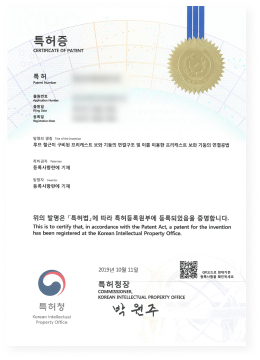 특허증
CERTIFICATE OF PATENT
특 허
Patent Number
출원번호
Application Number
출원일
Filing Date
등록일
Registration Date
발명의 명칭 Title of the Invention
특허권자 Patentee
등록사항란에 기재
발명자 Inventor
등록사항란에 기재
위의 발명은 「특허법」에 따라 특허등록원부에 등록되었음을 증명합니다.
This is to certify that, in accordance with the Patent Act, a patent for the invention
has been registered at the Korean Intellectual Property Office.
2019년 10월 11일
특허청장
COMMISSIONER,
KOREAN INTELLECTUAL PROPERTY OFFICE
박 원 주
특허청
Korean Intellectual
Property Office